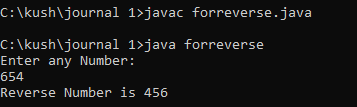 C:\kush\journal 1>javac forreverse.java
C:\kush\journal 1>java forreverse
Enter any Number:
654
Reverse Number is 456